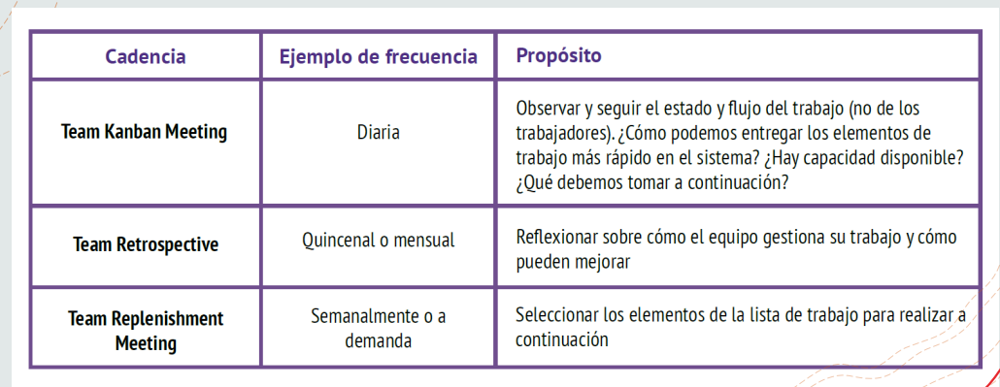 Cadencia
Ejemplo de frecuencia
Propósito
Team Kanban Meeting
Diaria
Observar y seguir el estado y flujo del trabajo (no de los
trabajadores). ¿Cómo podemos entregar los elementos de
trabajo más rápido en el sistema? ¿Hay capacidad disponible?
¿Qué debemos tomar a continuación?
Team Retrospective
Quincenal o mensual
Reflexionar sobre cómo el equipo gestiona su trabajo y cómo
pueden mejorar
Team Replenishment
Meeting
Semanalmente o a
demanda
Seleccionar los elementos de la lista de trabajo para realizar a
continuación